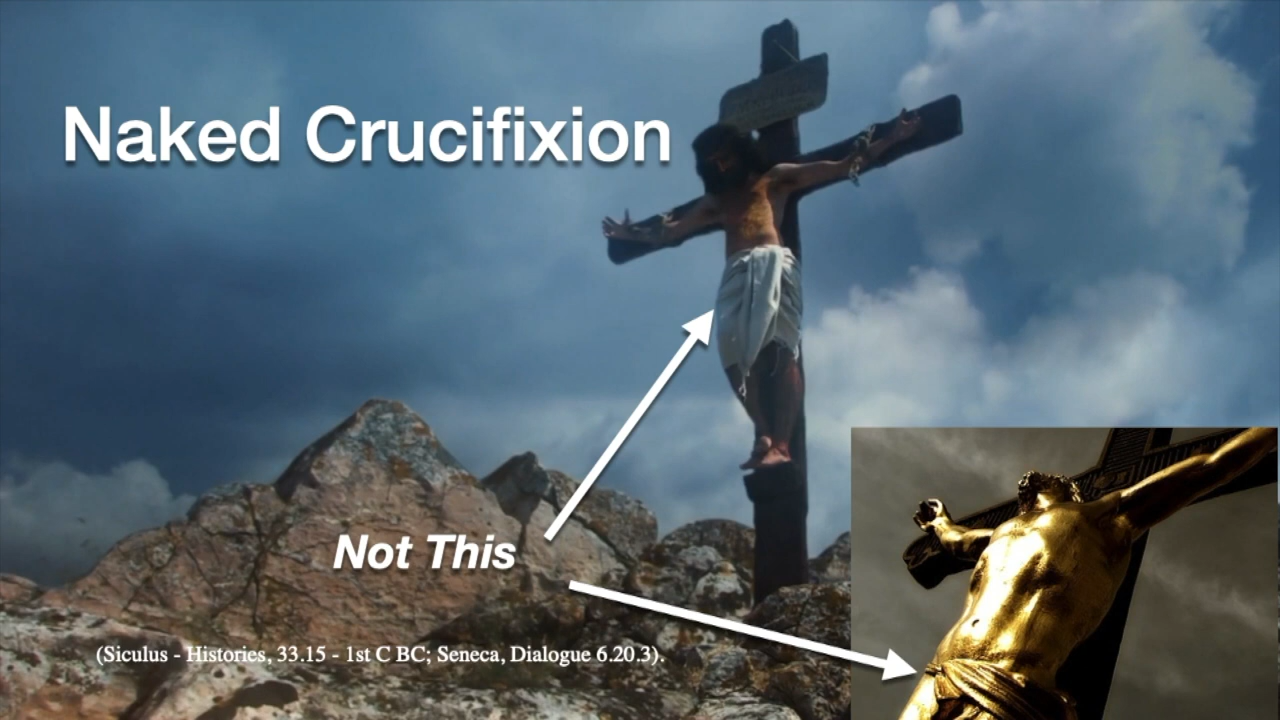 Naked Crucifixion
Not This
(Siculus - Histories, 33.15 - 1st C BC; Seneca, Dialogue 6.20.3).